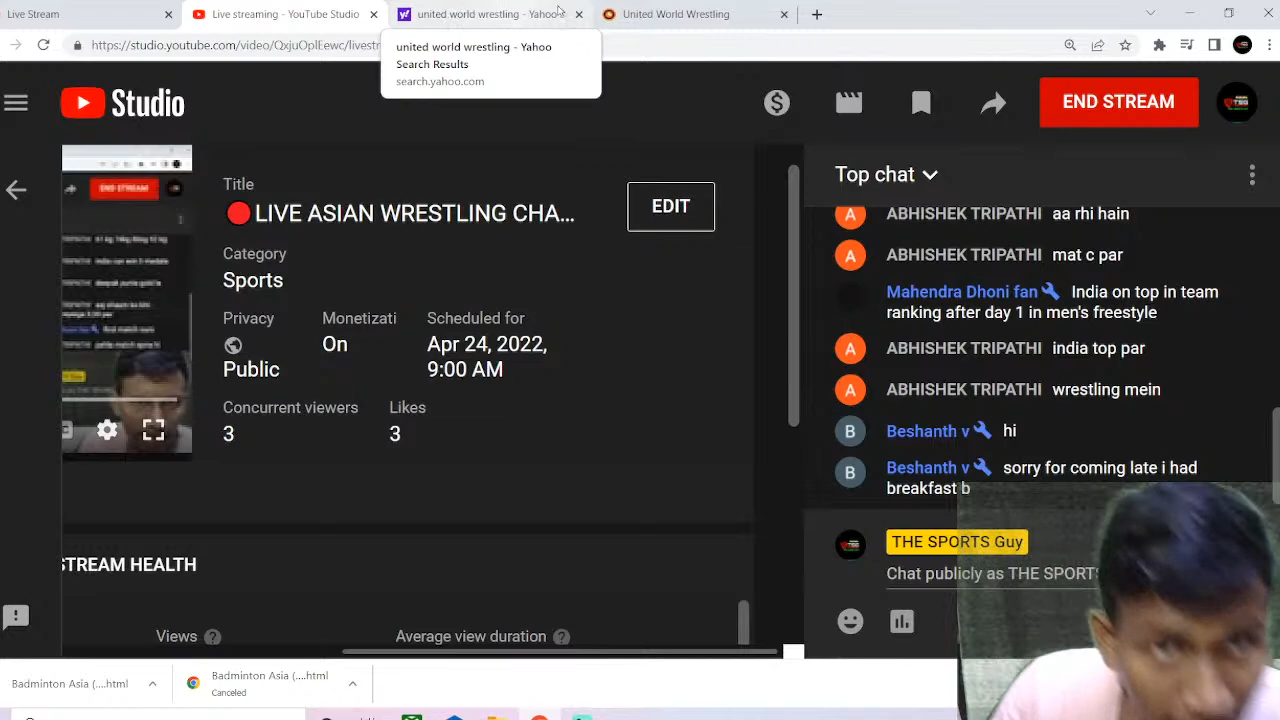 Live Stream
Live streaming - YouTube Studio
united world wrestling - Yahoo
United World Wrestling
https://studio.youtube.com/video/QxjuOplEewc/livestr
united world wrestling - Yahoo
Search Results
search.yahoo.com
Studio
END STREAM
Title
LIVE ASIAN WRESTLING CHA...
EDIT
Category
Sports
Privacy
Monetizati
Scheduled for
Public
On
Apr 24, 2022,
9:00 AM
Concurrent viewers
Likes
3
3
STREAM HEALTH
Views
Average view duration
Top chat
ABHISHEK TRIPATHI aa rhi hain
ABHISHEK TRIPATHI mat c par
Mahendra Dhoni fan India on top in team
ranking after day 1 in men's freestyle
ABHISHEK TRIPATHI india top par
ABHISHEK TRIPATHI wrestling mein
Beshanth v hi
Beshanth v sorry for coming late i had
breakfast b
THE SPORTS Guy
Chat publicly as THE SPORTS
Badminton Asia (....html
Badminton Asia (....html
Canceled
END STREAM